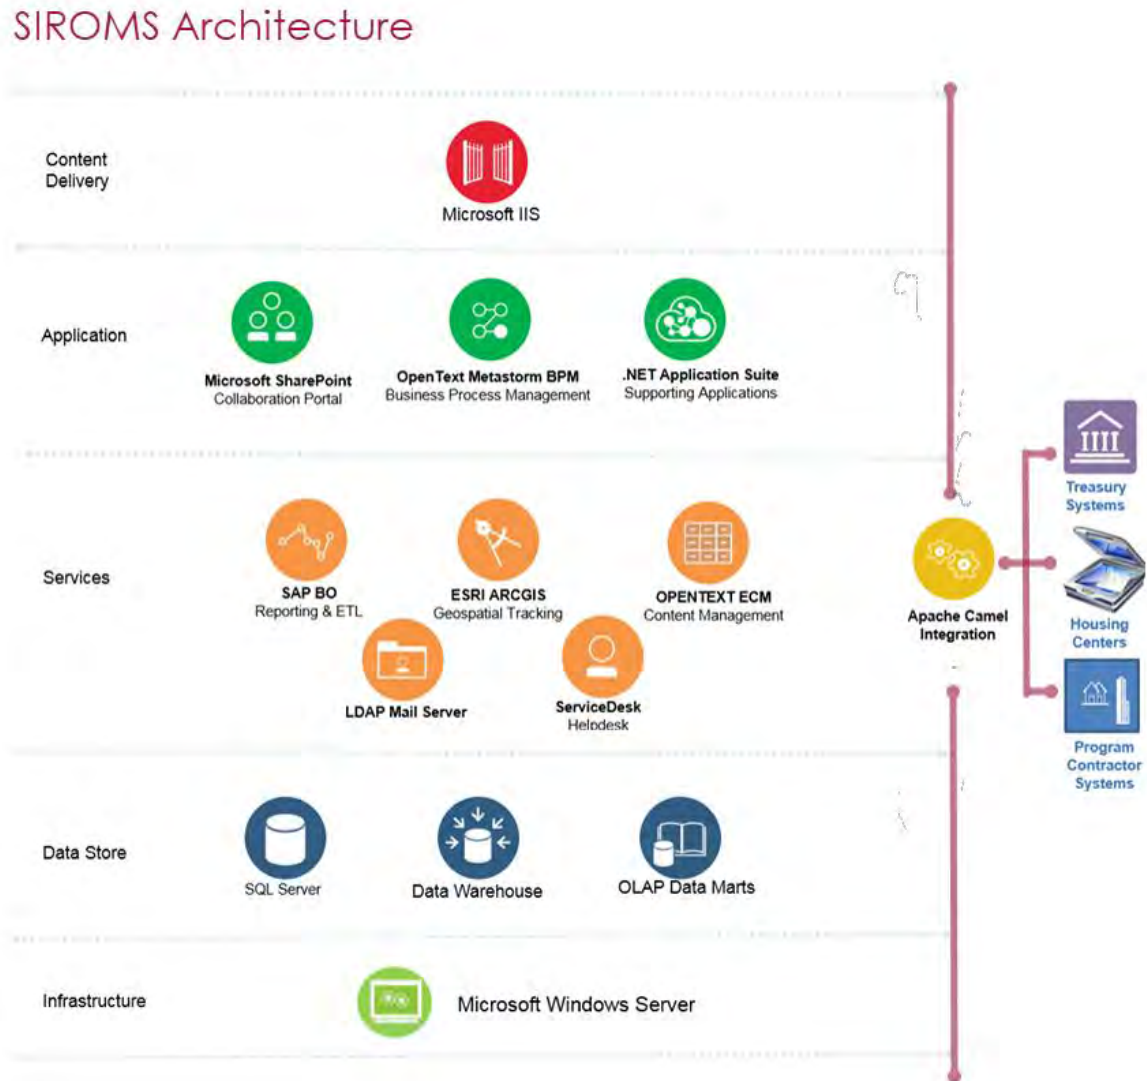 SIROMS Architecture
Content
Delivery
Microsoft IIS
Application
Microsoft SharePoint
Collaboration Portal
OpenText Metastorm BPM
Business Process Management
.NET Application Suite
Supporting Applications
Treasury
Systems
Services
SAP BO
Reporting & ETL
ESRI ARCGIS
Geospatial Tracking
OPENTEXT ECM
Content Management
Apache Camel
Integration
Housing
Centers
LDAP Mail Server
ServiceDesk
Helpdesk
Program
Contractor
Systems
Data Store
SQL Server
Data Warehouse
OLAP Data Marts
Infrastructure
Microsoft Windows Server